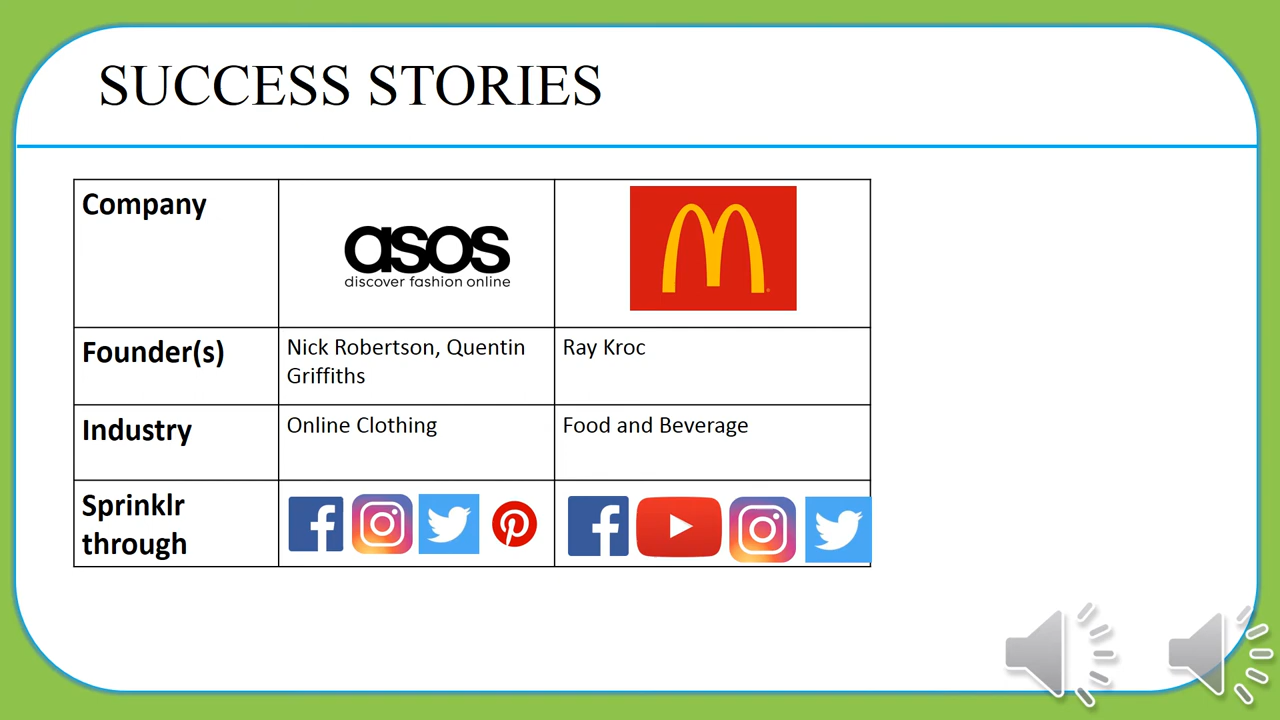 SUCCESS STORIES
Company
asos
discover fashion online
Founder(s)
Nick Robertson, Quentin
Griffiths
Ray Kroc
Industry
Online Clothing
Food and Beverage
Sprinklr
through